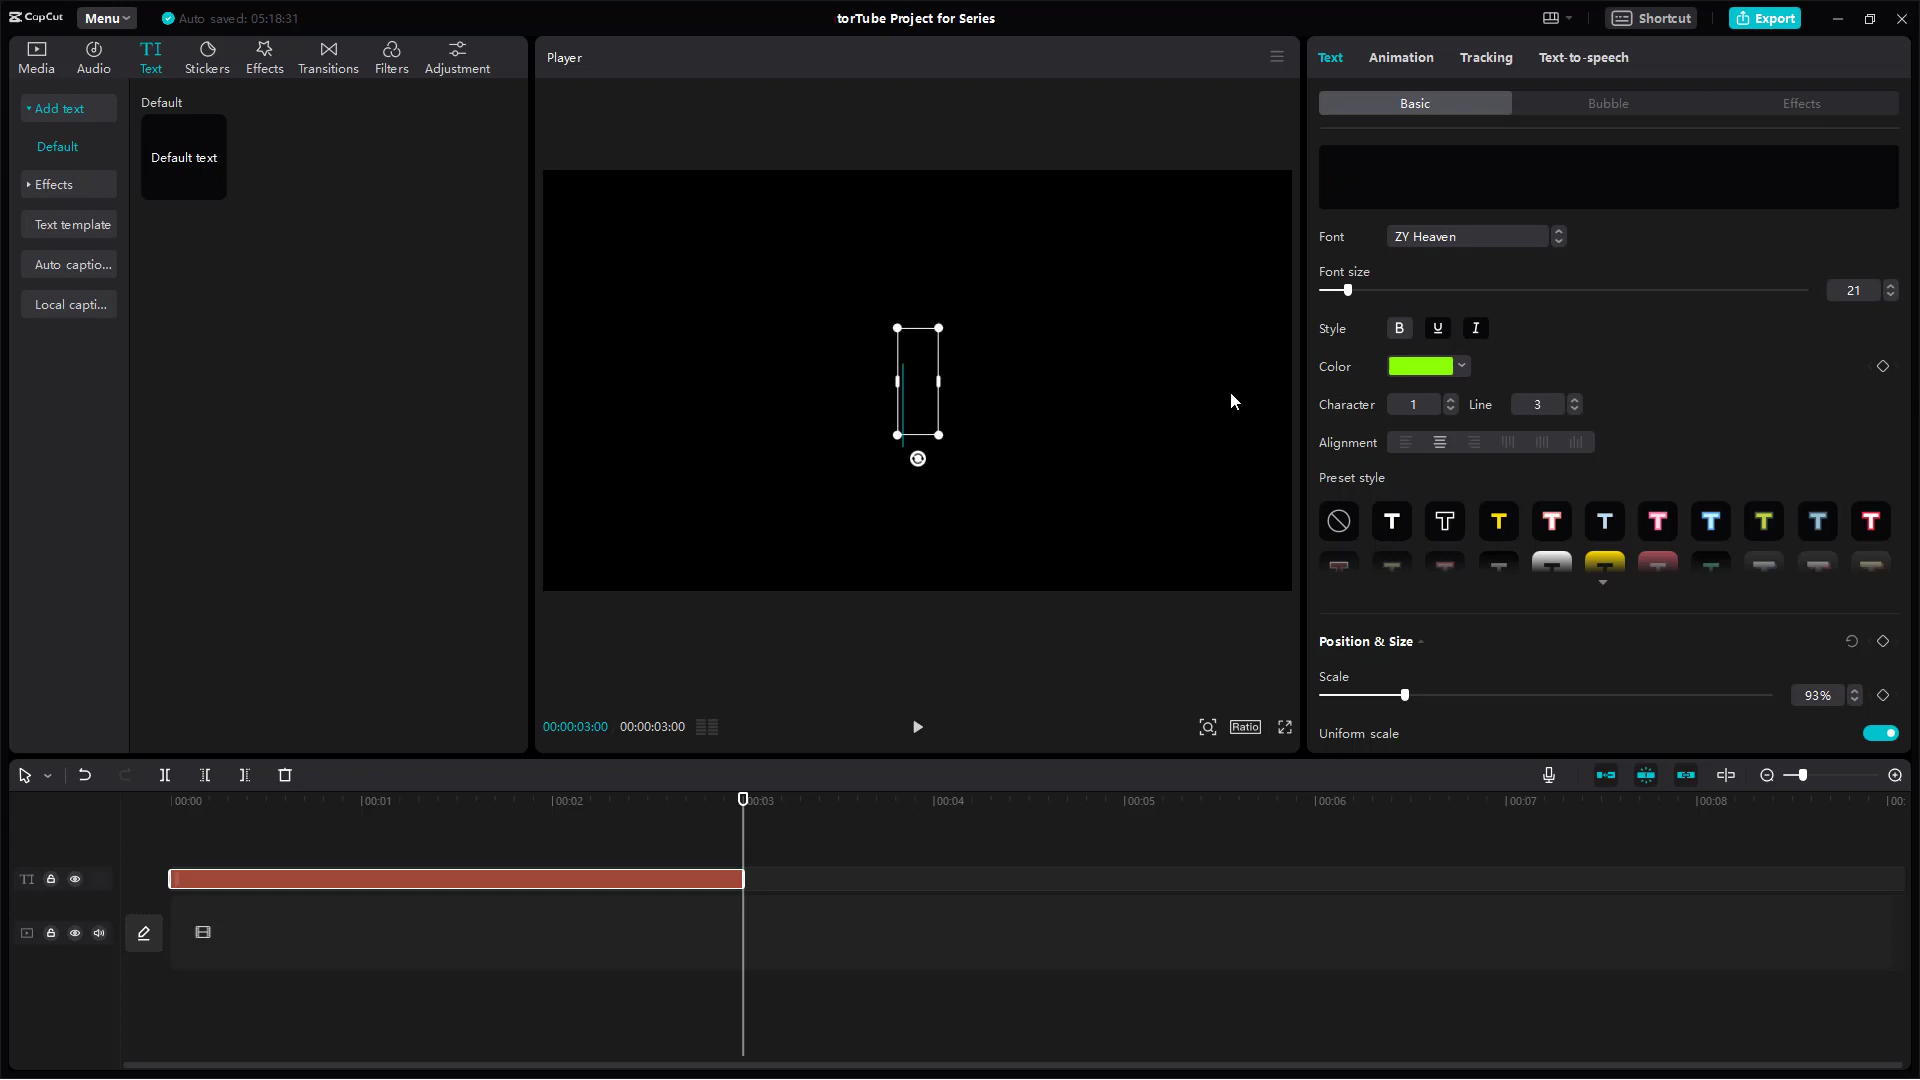 CapCut
Menu
Auto saved: 05:18:31
torTube Project for Series
Shortcut
Export
Media
Audio
TI
Text
Stickers
Effects
Transitions
Filters
Adjustment
Add text
Default
Effects
Text template
Auto captio...
Local capti...
Default
Default text
Player
00:00:03:00
00:00:03:00
Ratio
Text
Animation
Tracking
Text-to-speech
Basic
Bubble
Effects
Font
ZY Heaven
Font size
21
Style
B
U
I
Color
Character
1
Line
3
Alignment
Preset style
T T T T T T T T T T
Position & Size
Scale
93%
Uniform scale
00:00
00:01
00:02
00:03
00:04
00:05
00:06
00:07
00:08
00:
TI